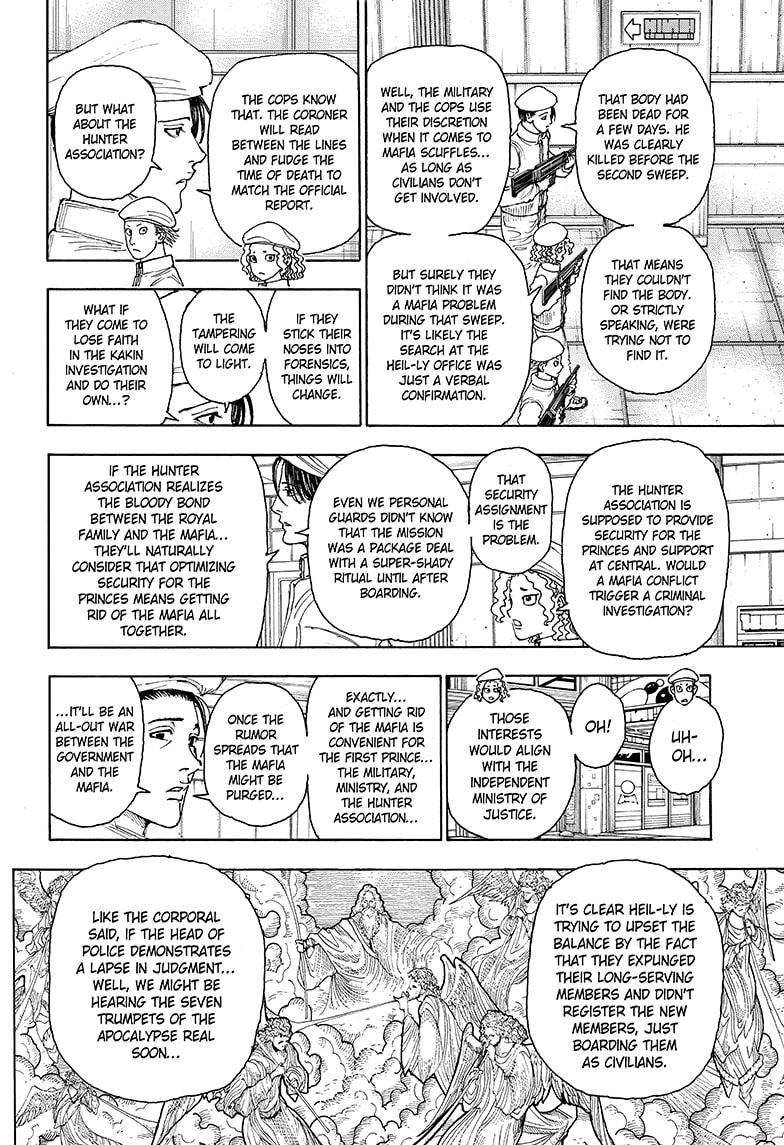 THAT BODY HAD
BEEN DEAD FOR
A FEW DAYS. HE
WAS CLEARLY
KILLED BEFORE
THE SECOND
SWEEP.
WELL, THE MILITARY
AND THE COPS USE
THEIR DISCRETION
WHEN IT COMES TO
MAFIA SCUFFLES...
AS LONG AS
CIVILIANS DON'T
GET INVOLVED.
THAT MEANS
THEY COULDN'T
FIND THE BODY.
OR STRICTLY
SPEAKING, WERE
TRYING NOT TO
FIND IT.
BUT SURELY THEY
DIDN'T THINK IT WAS
A MAFIA PROBLEM
DURING THAT SWEEP.
IT'S LIKELY THE
SEARCH AT THE
HEIL-LY OFFICE WAS
JUST A VERBAL
CONFIRMATION.
THE COPS KNOW
THAT. THE CORONER
WILL READ
BETWEEN THE LINES
AND FUDGE THE
TIME OF DEATH TO
MATCH THE OFFICIAL
REPORT.
BUT WHAT
ABOUT THE
HUNTER
ASSOCIATION?
IF THEY
STICK THEIR
NOSES INTO
FORENSICS,
THINGS WILL
CHANGE.
THE
TAMPERING
WILL COME
TO LIGHT.
WHAT IF
THEY COME TO
LOSE FAITH
IN THE KAKIN
INVESTIGATION
AND DO THEIR
OWN...?
THE HUNTER
ASSOCIATION IS
SUPPOSED TO PROVIDE
SECURITY FOR THE
PRINCES AND SUPPORT
AT CENTRAL. WOULD
A MAFIA CONFLICT
TRIGGER A CRIMINAL
INVESTIGATION?
THAT
SECURITY
ASSIGNMENT
IS THE
PROBLEM.
EVEN WE PERSONAL
GUARDS DIDN'T KNOW
THAT THE MISSION
WAS A PACKAGE DEAL
WITH A SUPER-SHADY
RITUAL UNTIL AFTER
BOARDING.
IF THE HUNTER
ASSOCIATION REALIZES
THE BLOODY BOND
BETWEEN THE ROYAL
FAMILY AND THE MAFIA...
THEY'LL NATURALLY
CONSIDER THAT OPTIMIZING
SECURITY FOR THE
PRINCES MEANS GETTING
RID OF THE MAFIA ALL
TOGETHER.
UH-
OH...
OH!
THOSE
INTERESTS
WOULD ALIGN
WITH THE
INDEPENDENT
MINISTRY OF
JUSTICE.
EXACTLY...
AND GETTING RID
OF THE MAFIA IS
CONVENIENT FOR
THE FIRST PRINCE...
THE MILITARY,
MINISTRY, AND
THE HUNTER
ASSOCIATION...
ONCE THE
RUMOR
SPREADS THAT
THE MAFIA
MIGHT BE
PURGED...
...IT'LL BE AN
ALL-OUT WAR
BETWEEN THE
GOVERNMENT
AND THE
MAFIA.
IT'S CLEAR HEIL-LY IS
TRYING TO UPSET THE
BALANCE BY THE FACT
THAT THEY EXPUNGED
THEIR LONG-SERVING
MEMBERS AND DIDN'T
REGISTER THE NEW
MEMBERS, JUST
BOARDING THEM
AS CIVILIANS.
LIKE THE CORPORAL
SAID, IF THE HEAD OF
POLICE DEMONSTRATES
A LAPSE IN JUDGMENT...
WELL, WE MIGHT BE
HEARING THE SEVEN
TRUMPETS OF THE
APOCALYPSE REAL
SOON...